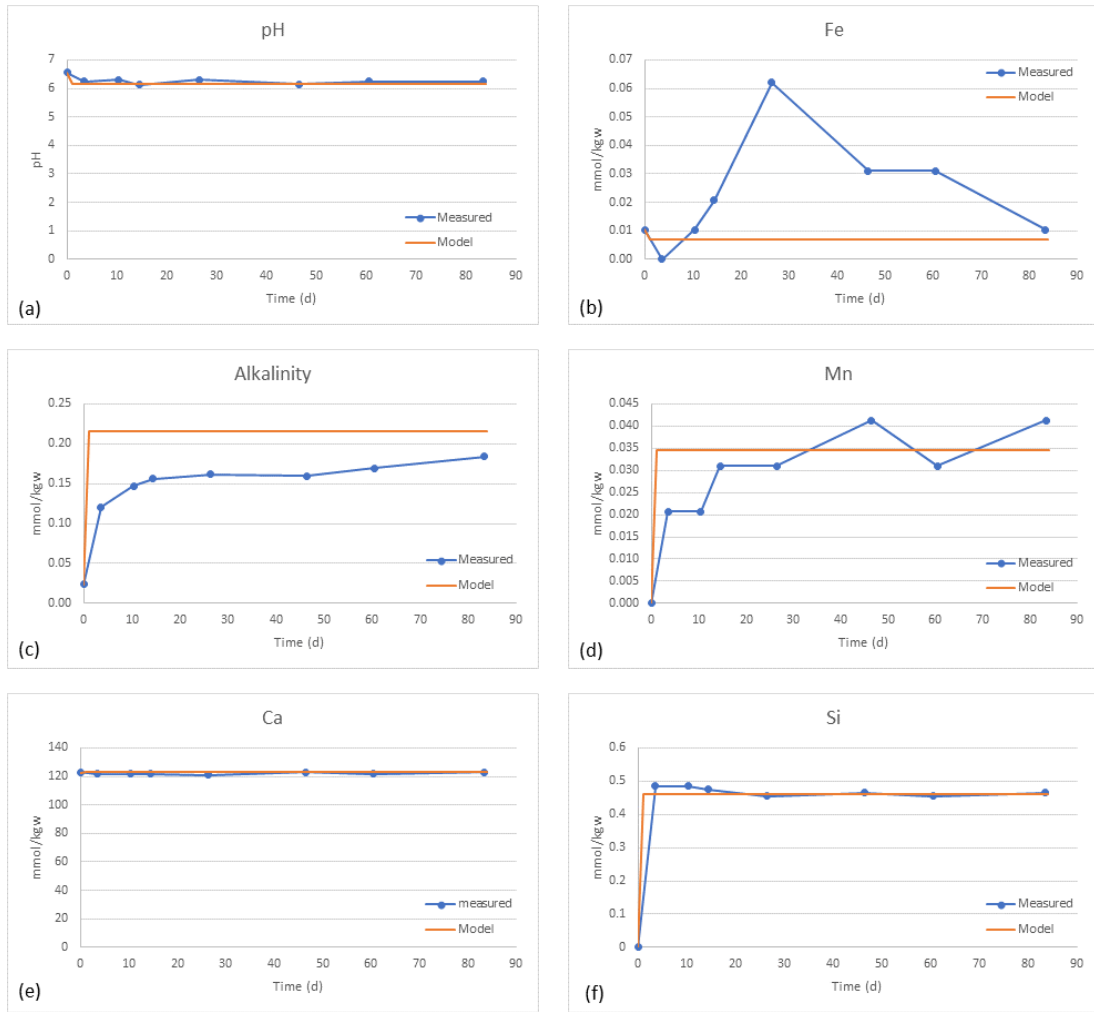 pH
7
6
5
4
3
2
1
0
pH
0 10 20 30 40 50 60 70 80 90
Time (d)
Measured
Model
(a)
Fe
0.07
0.06
0.05
0.04
0.03
0.02
0.01
0.00
mmol/kgw
0 10 20 30 40 50 60 70 80 90
Time (d)
Measured
Model
(b)
Alkalinity
0.25
0.20
0.15
0.10
0.05
0.00
mmol/kgw
0 10 20 30 40 50 60 70 80 90
Time (d)
Measured
Model
(c)
Mn
0.045
0.040
0.035
0.030
0.025
0.020
0.015
0.010
0.005
0.000
mmol/kgw
0 10 20 30 40 50 60 70 80 90
Time (d)
Measured
Model
(d)
Ca
140
120
100
80
60
40
20
0
mmol/kgw
0 10 20 30 40 50 60 70 80 90
Time (d)
measured
Model
(e)
Si
0.6
0.5
0.4
0.3
0.2
0.1
0
mmol/kgw
0 10 20 30 40 50 60 70 80 90
Time (d)
Measured
Model
(f)